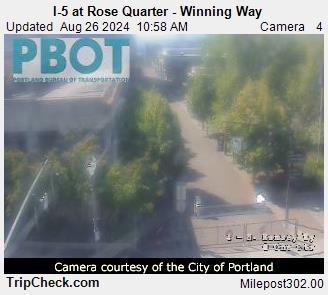 I-5 at Rose Quarter - Winning Way
Updated Aug 26 2024 10:58 AM Camera 4
PBOT
PORTLAND BUREAU OF TRANSPORTATION
Camera courtesy of the City of Portland
TripCheck.com Milepost302.00